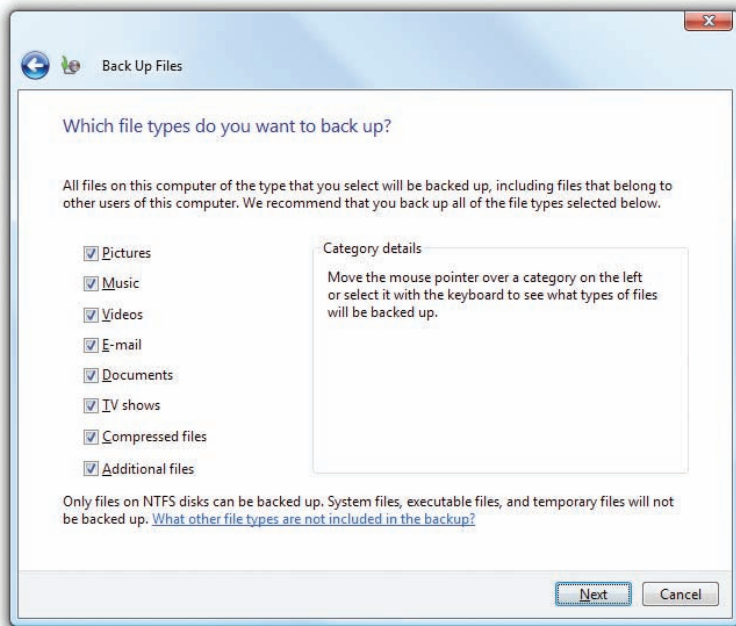 Back Up Files
Which file types do you want to back up?
All files on this computer of the type that you select will be backed up, including files that belong to
other users of this computer. We recommend that you back up all of the file types selected below.
Pictures
Music
Videos
E-mail
Documents
TV shows
Compressed files
Additional files
Category details
Move the mouse pointer over a category on the left
or select it with the keyboard to see what types of files
will be backed up.
Only files on NTFS disks can be backed up. System files, executable files, and temporary files will not
be backed up. What other file types are not included in the backup?
Next
Cancel